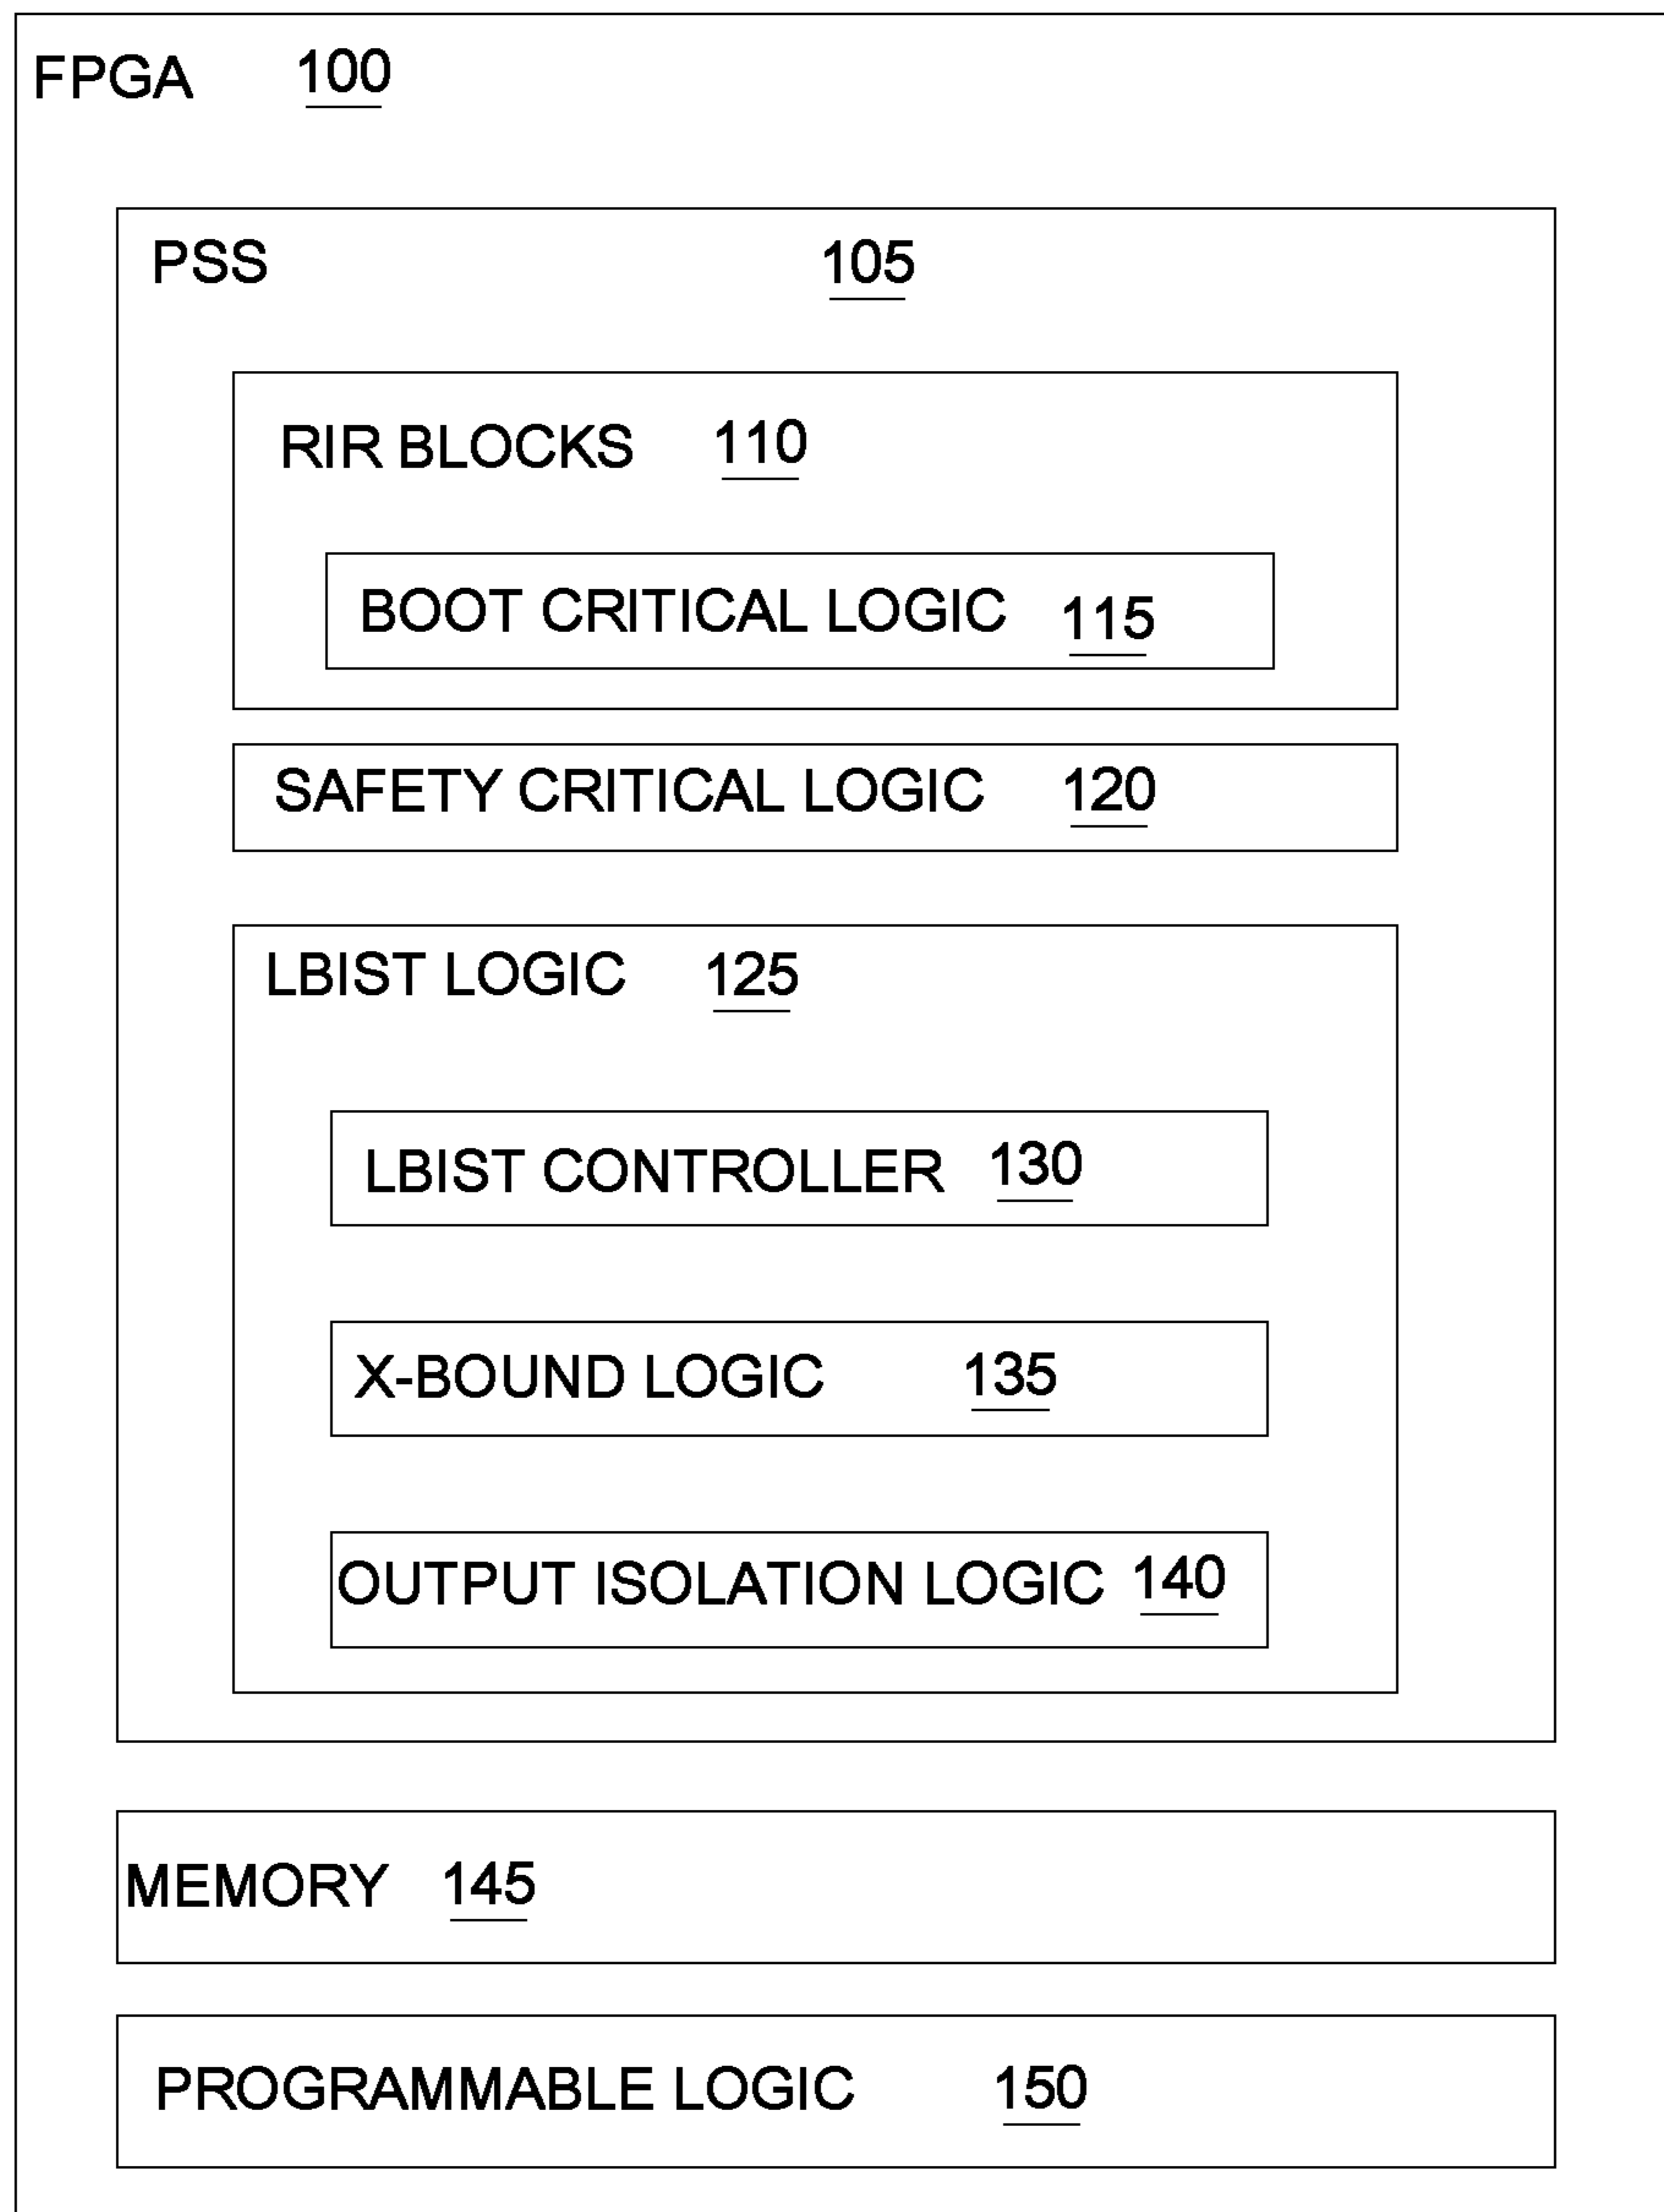 FPGA 100
PSS 105
RIR BLOCKS 110
BOOT CRITICAL LOGIC 115
SAFETY CRITICAL LOGIC 120
LBIST LOGIC 125
LBIST CONTROLLER 130
X-BOUND LOGIC 135
OUTPUT ISOLATION LOGIC 140
MEMORY 145
PROGRAMMABLE LOGIC 150